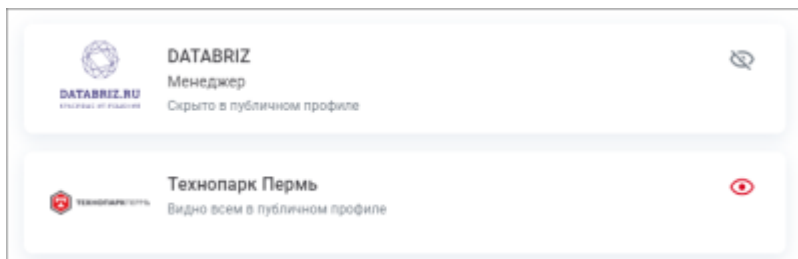 DATABRIZ
Менеджер
DATABRIZ.RU
Скрыто в публичном профиле
Технопарк Пермь
ТЕХНОПАРК ПЕРМЬ
Видно всем в публичном профиле